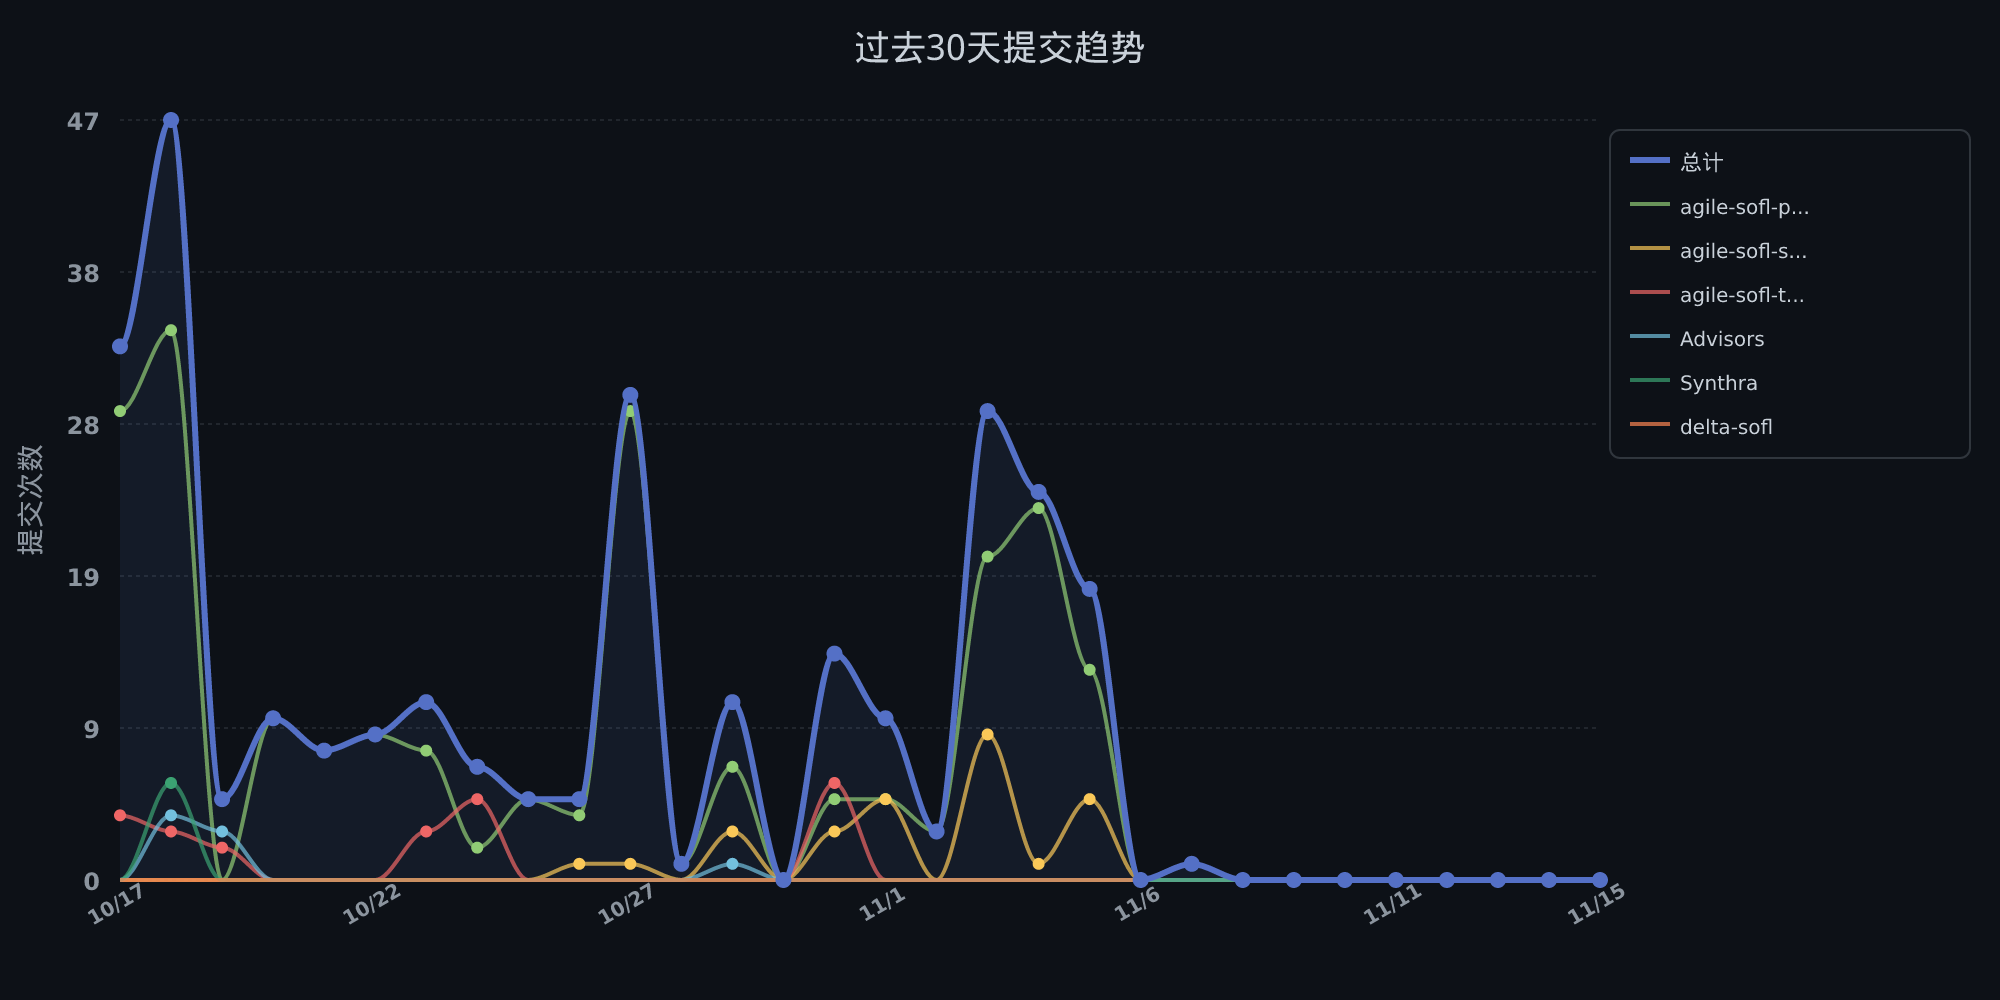 过去30天提交趋势
提交次数
47
38
28
19
9
0
10/17
10/22
10/27
11/1
11/6
11/11
11/15
总计
agile-sofl-p...
agile-sofl-s...
agile-sofl-t...
Advisors
Synthra
delta-sofl